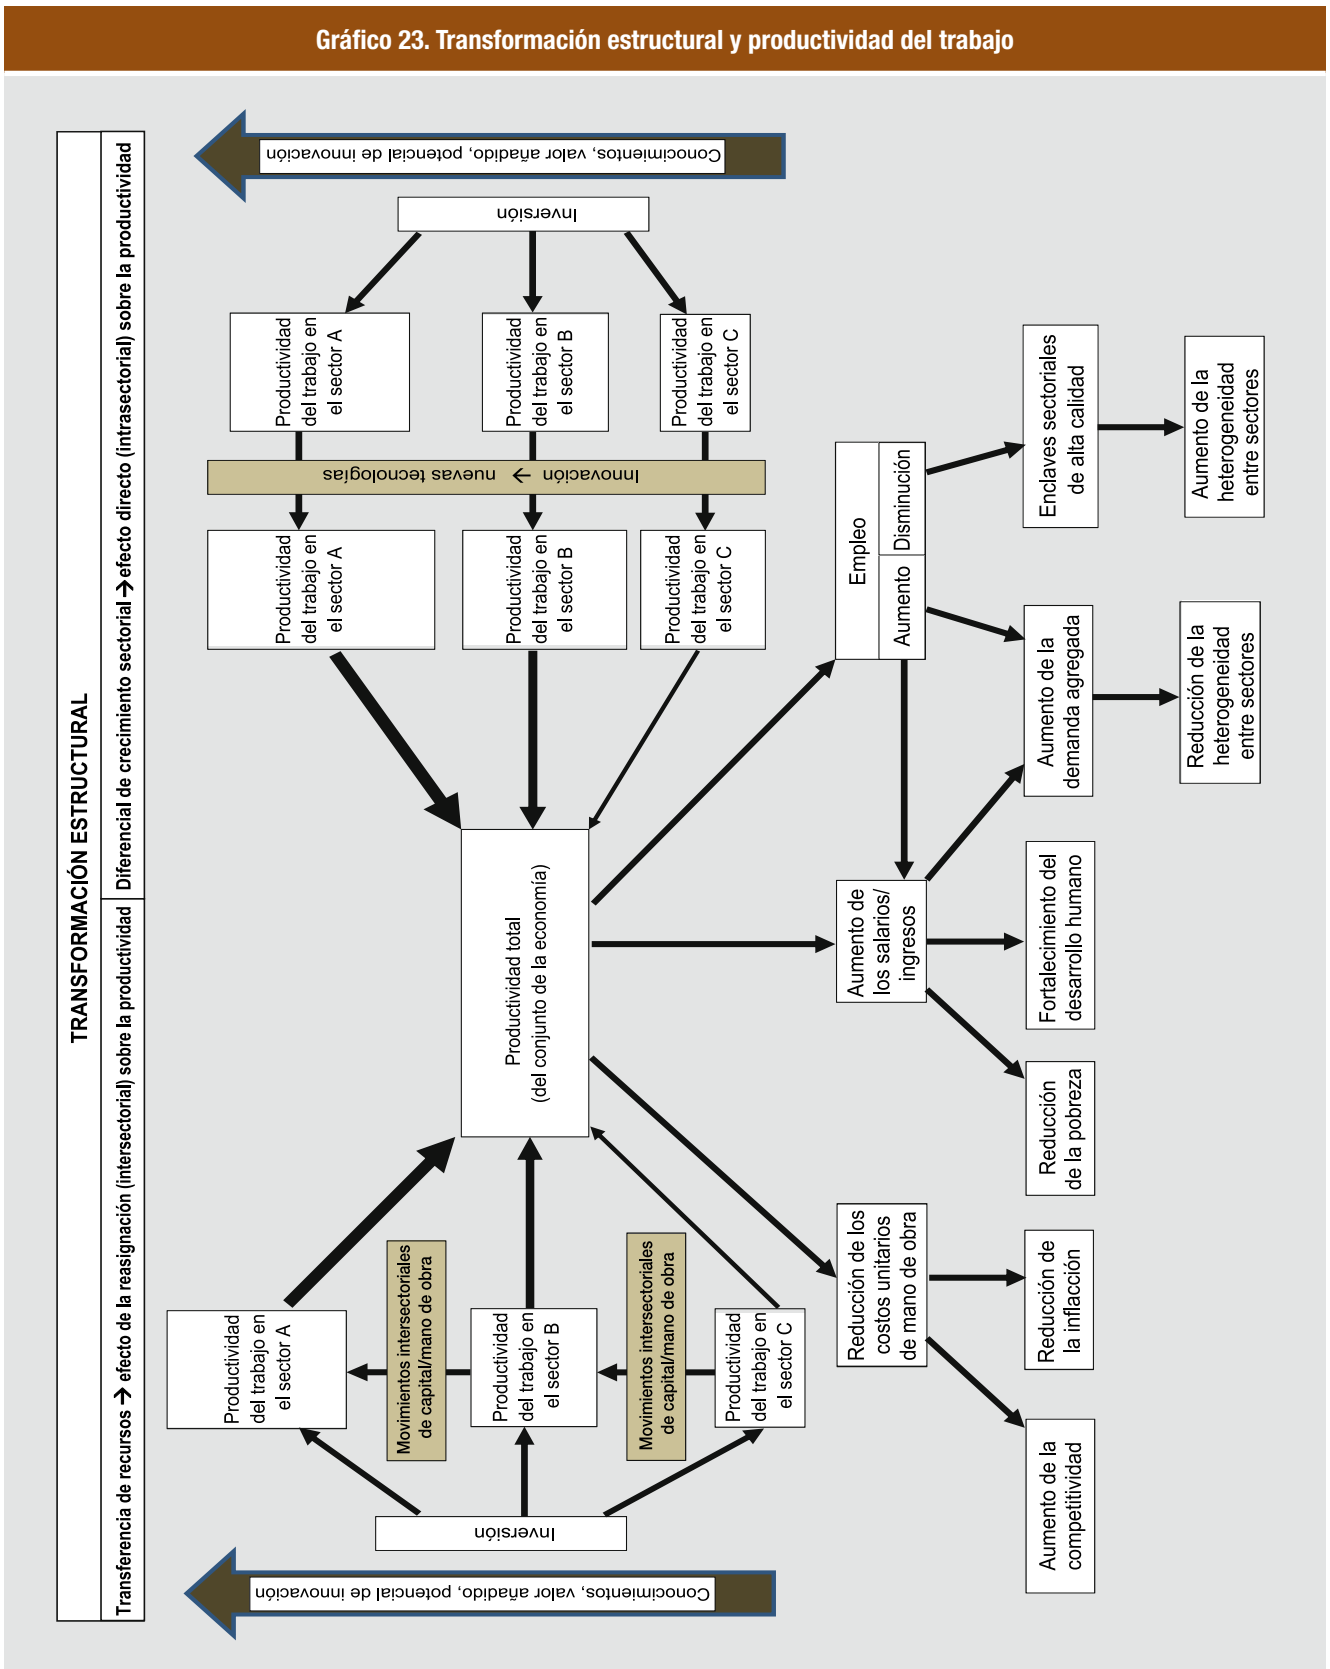 Gráfico 23. Transformación estructural y productividad del trabajo
TRANSFORMACIÓN ESTRUCTURAL
Transferencia de recursos → efecto de la reasignación (intersectorial) sobre la productividad
Diferencial de crecimiento sectorial → efecto directo (intrasectorial) sobre la productividad
Conocimientos, valor añadido, potencial de innovación
Inversión
Productividad
del trabajo en
el sector A
Movimientos intersectoriales
de capital/mano de obra
Productividad
del trabajo en
el sector B
Movimientos intersectoriales
de capital/mano de obra
Productividad
del trabajo en
el sector C
Productividad total
(del conjunto de la economía)
Productividad
del trabajo en
el sector A
Productividad
del trabajo en
el sector B
Productividad
del trabajo en
el sector C
Innovación → nuevas tecnologías
Productividad
del trabajo en
el sector A
Productividad
del trabajo en
el sector B
Productividad
del trabajo en
el sector C
Inversión
Conocimientos, valor añadido, potencial de innovación
Reducción de los
costos unitarios
de mano de obra
Aumento de
los salarios/
ingresos
Empleo
Aumento
Disminución
Aumento de la
competitividad
Reducción de
la inflacción
Reducción
de la pobreza
Fortalecimiento del
desarrollo humano
Aumento de la
demanda agregada
Enclaves sectoriales
de alta calidad
Reducción de la
heterogeneidad
entre sectores
Aumento de la
heterogeneidad
entre sectores